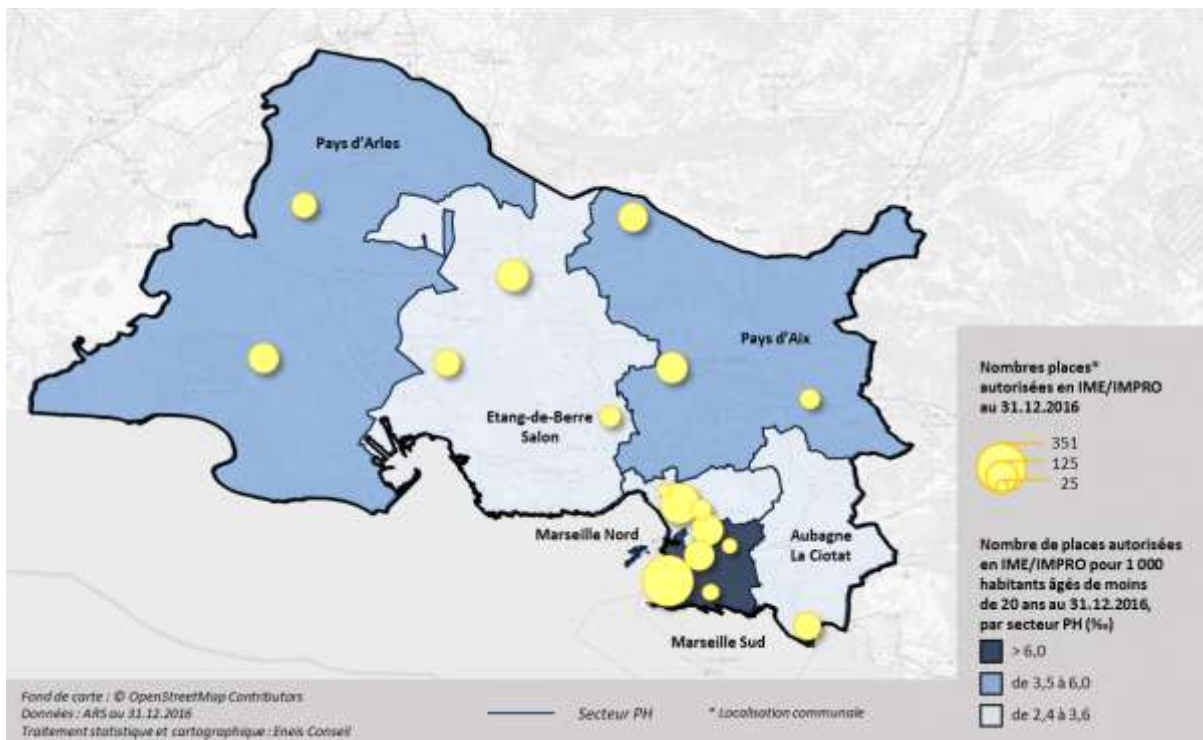 Pays d'Arles
Pays d'Aix
Etang-de-Berre
Salon
Marseille Nord
Aubagne
La Ciotat
Marseille Sud
Nombres places*
autorisées en IME/IMPRO
au 31.12.2016
351
125
25
Nombre de places autorisées
en IME/IMPRO pour 1 000
habitants âgés de moins
de 20 ans au 31.12.2016,
par secteur PH (‰)
> 6,0
de 3,5 à 6,0
de 2,4 à 3,6
Fond de carte : © OpenStreetMap Contributors
Données : ARS au 31.12.2016
Traitement statistique et cartographique : Eneis Conseil
Secteur PH
* Localisation communale